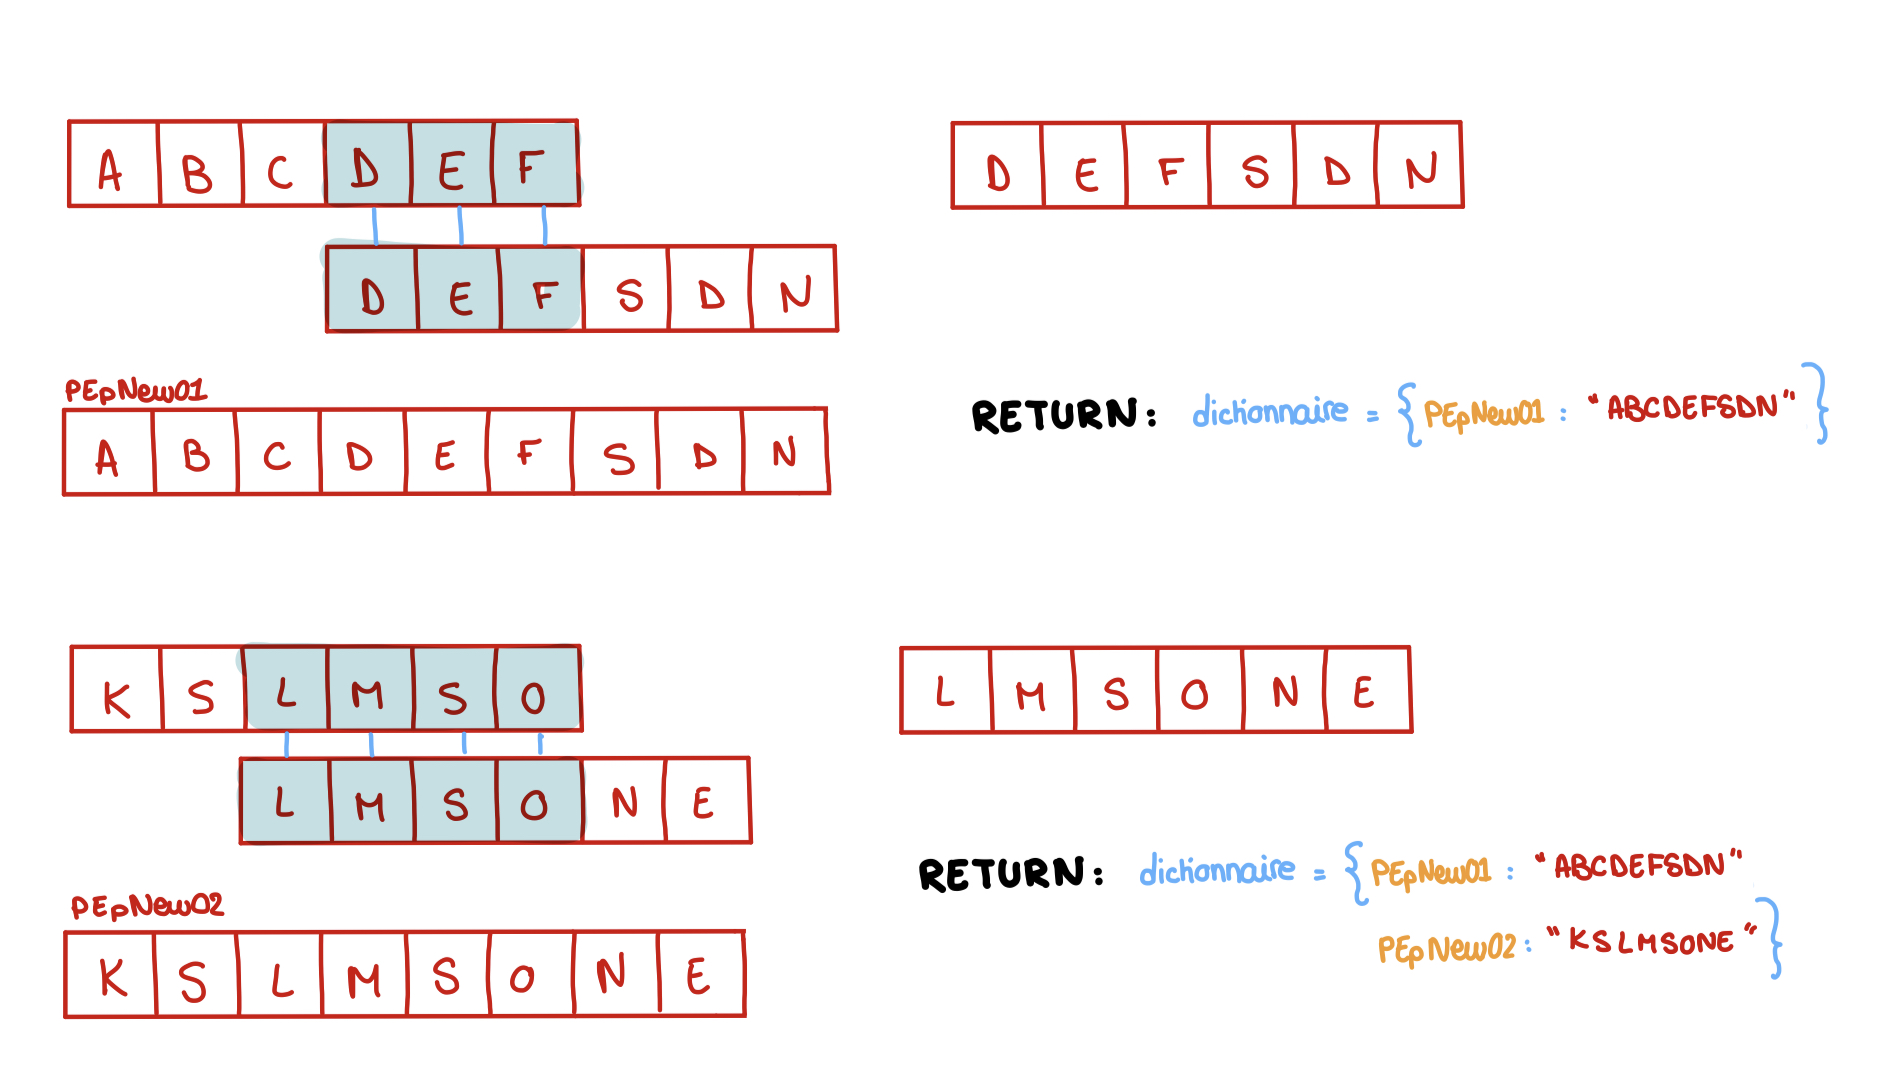 A B C D E F
D E F S D N
D E F S D N
PEpNew01
A B C D E F S D N
RETURN: dictionnaire = { PEpNew01 : "ABCDEFSDN" }
K S L M S O
L M S O N E
L M S O N E
PEpNew02
K S L M S O N E
RETURN: dictionnaire = { PEpNew01 : "ABCDEFSDN"
PEpNew02 : "KSLMSONE" }